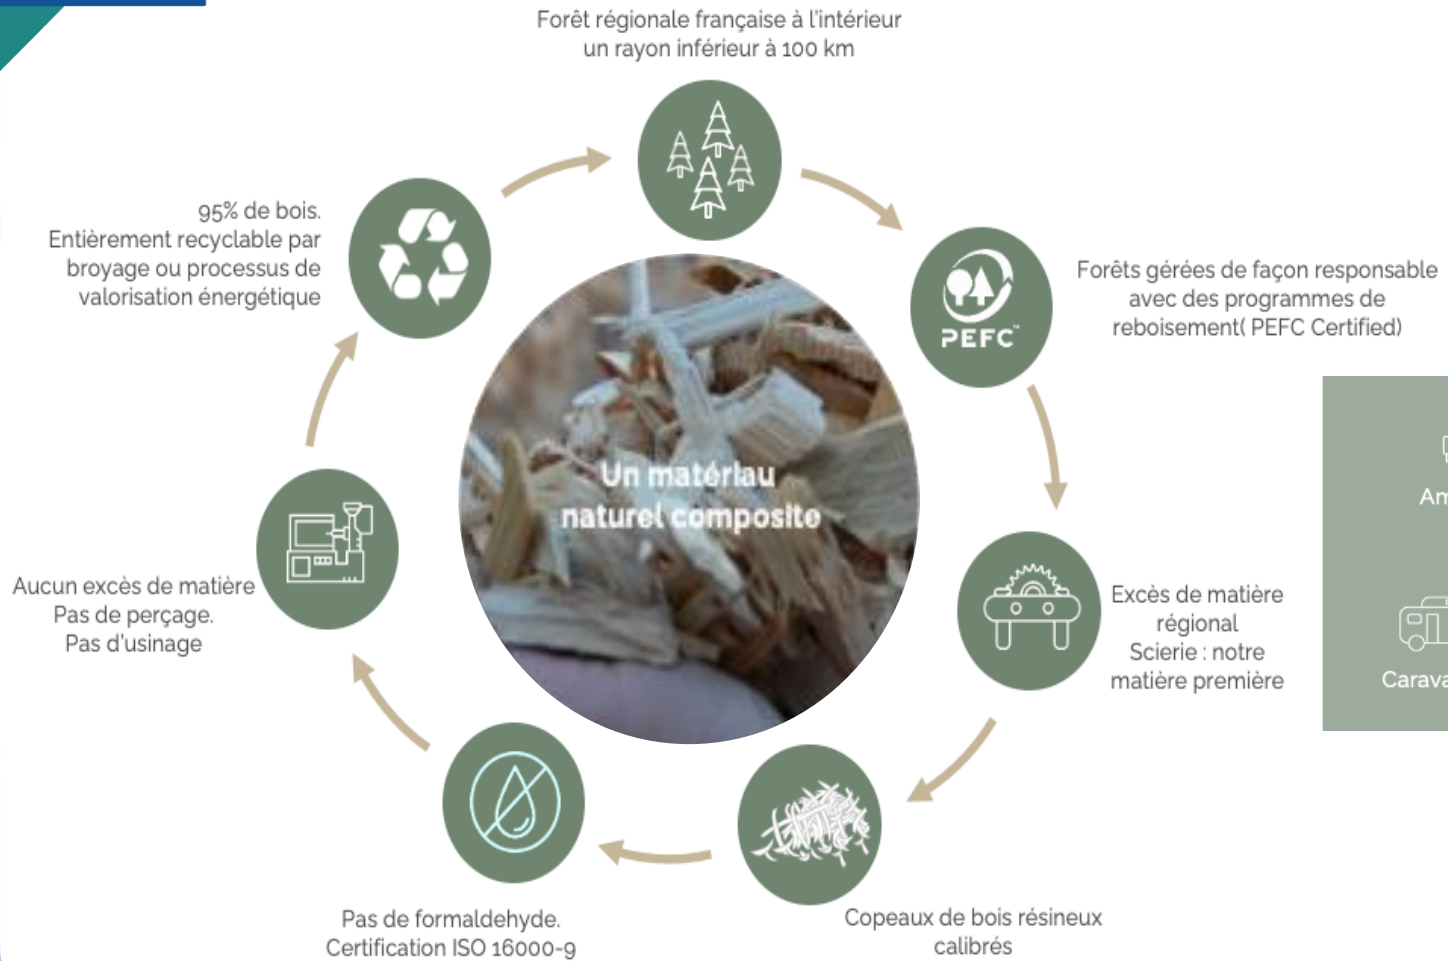 Forêt régionale française à l'intérieur
un rayon inférieur à 100 km
95% de bois.
Entièrement recyclable par
broyage ou processus de
valorisation énergétique
PEFC™
Forêts gérées de façon responsable
avec des programmes de
reboisement( PEFC Certified)
Un matériau
naturel composite
Aucun excès de matière
Pas de perçage.
Pas d'usinage
Excès de matière
régional
Scierie : notre
matière première
Pas de formaldehyde.
Certification ISO 16000-9
Copeaux de bois résineux
calibrés